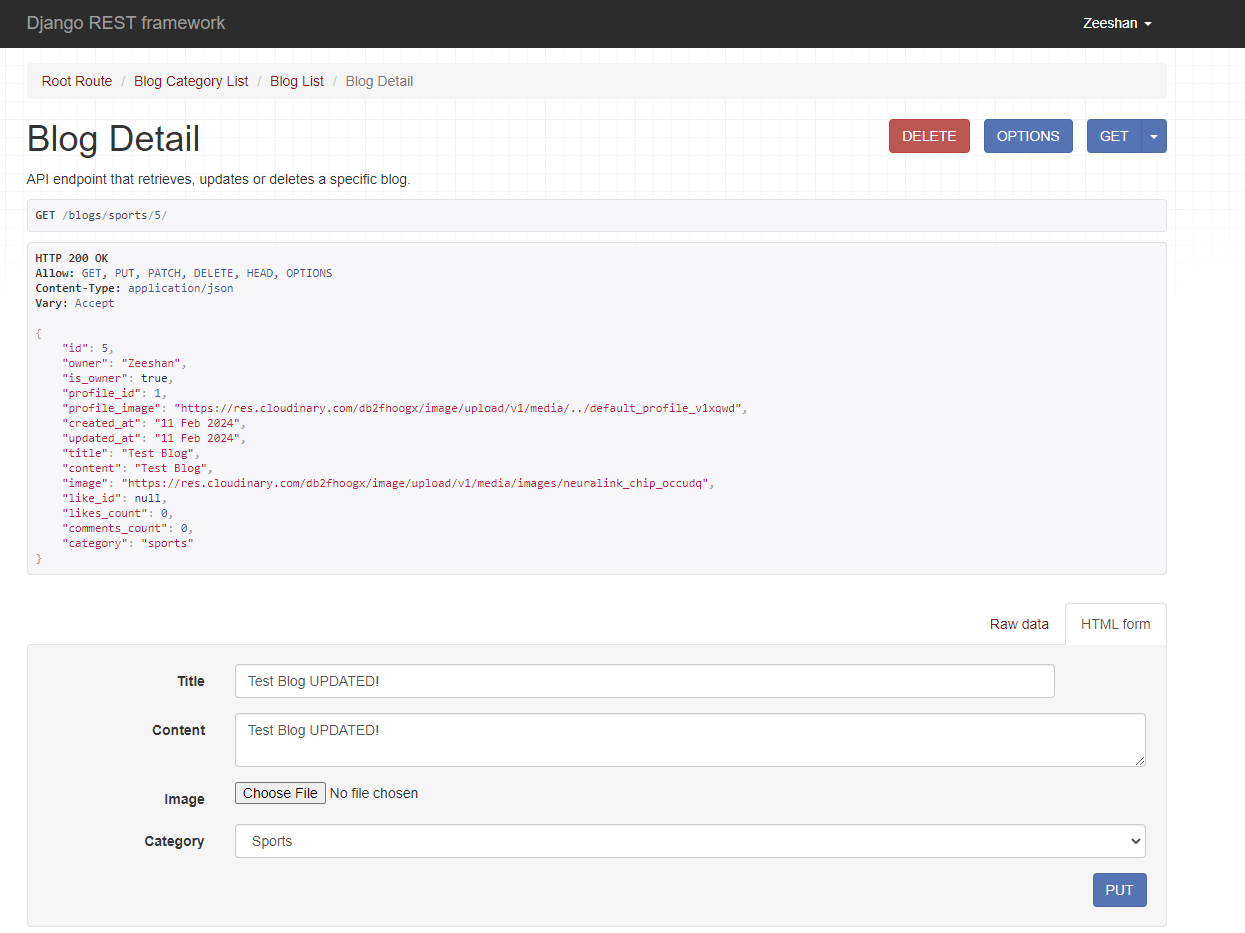 Django REST framework
Zeeshan
Root Route / Blog Category List / Blog List / Blog Detail
Blog Detail
DELETE
OPTIONS
GET
API endpoint that retrieves, updates or deletes a specific blog.
GET /blogs/sports/5/
HTTP 200 OK
Allow: GET, PUT, PATCH, DELETE, HEAD, OPTIONS
Content-Type: application/json
Vary: Accept
{
    "id": 5,
    "owner": "Zeeshan",
    "is_owner": true,
    "profile_id": 1,
    "profile_image": "https://res.cloudinary.com/db2fhoogx/image/upload/v1/media/../default_profile_v1xqwd",
    "created_at": "11 Feb 2024",
    "updated_at": "11 Feb 2024",
    "title": "Test Blog",
    "content": "Test Blog",
    "image": "https://res.cloudinary.com/db2fhoogx/image/upload/v1/media/images/neuralink_chip_occudq",
    "like_id": null,
    "likes_count": 0,
    "comments_count": 0,
    "category": "sports"
}
Raw data
HTML form
Title
Test Blog UPDATED!
Content
Test Blog UPDATED!
Image
Choose File No file chosen
Category
Sports
PUT